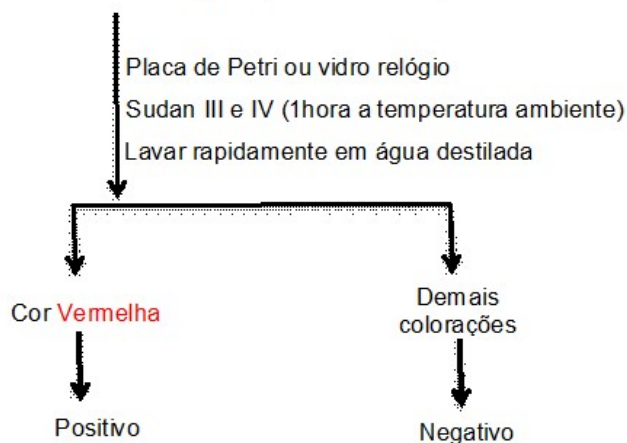 Placa de Petri ou vidro relógio
Sudan III e IV (1hora a temperatura ambiente)
Lavar rapidamente em água destilada
Cor Vermelha
Demais
colorações
Positivo
Negativo